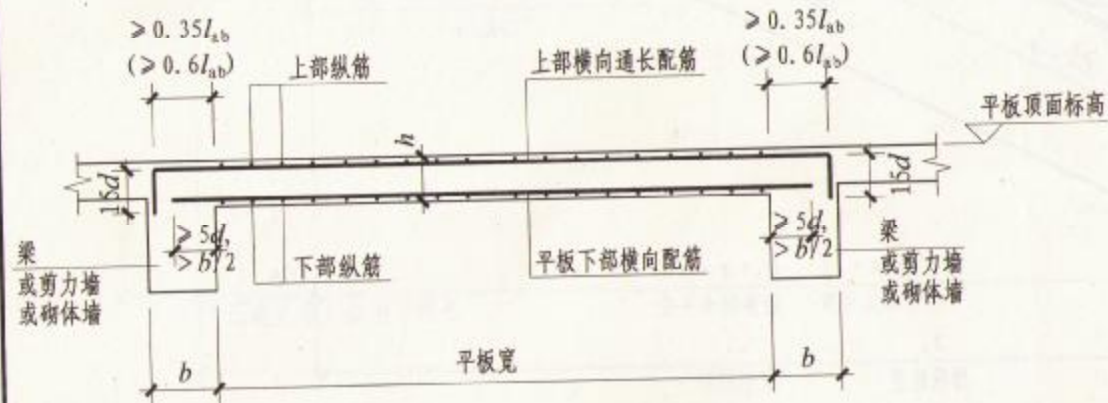 ≥0.35lab
(≥0.6lab)
≥0.35lab
(≥0.6lab)
上部纵筋
上部横向通长配筋
平板顶面标高
h
15d
15d
≥5d,
>b/2
≥5d,
>b/2
梁
或剪力墙
或砌体墙
下部纵筋
平板下部横向配筋
梁
或剪力墙
或砌体墙
b
平板宽
b